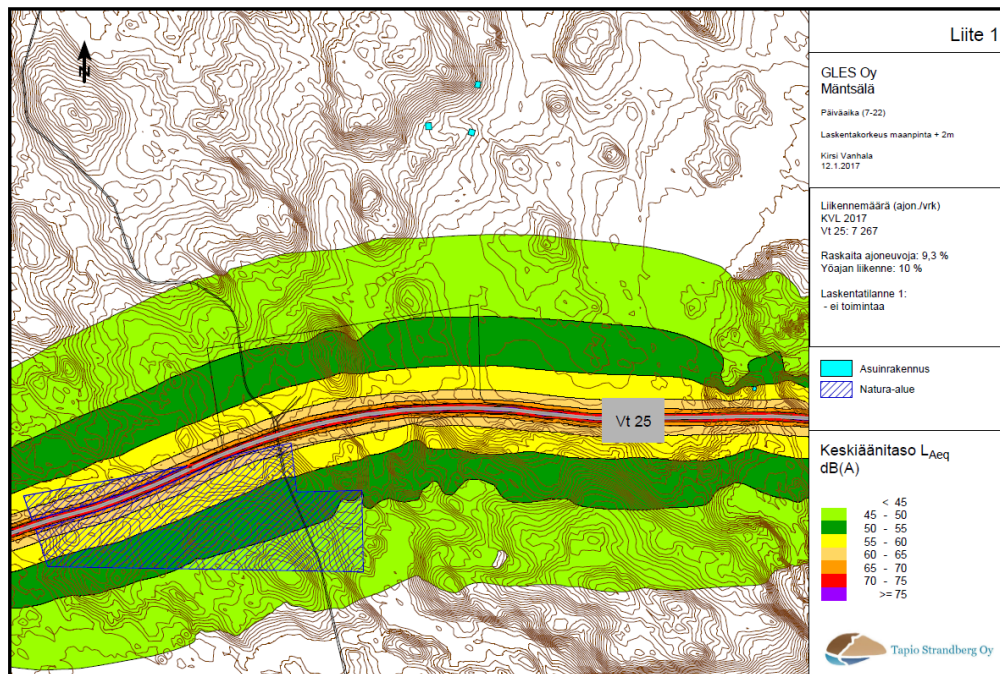 Liite 1
GLES Oy
Mäntsälä
Päiväaika (7-22)
Laskentakorkeus maanpinta + 2m
Kirsi Vanhala
12.1.2017
Liikennemäärä (ajon./vrk)
KVL 2017
Vt 25: 7 267
Raskaita ajoneuvoja: 9,3 %
Yöajan liikenne: 10 %
Laskentatilanne 1:
- ei toimintaa
Asuinrakennus
Natura-alue
Keskiäänitaso LAeq
dB(A)
< 45
45 - 50
50 - 55
55 - 60
60 - 65
65 - 70
70 - 75
>= 75
Tapio Strandberg Oy
N
Vt 25